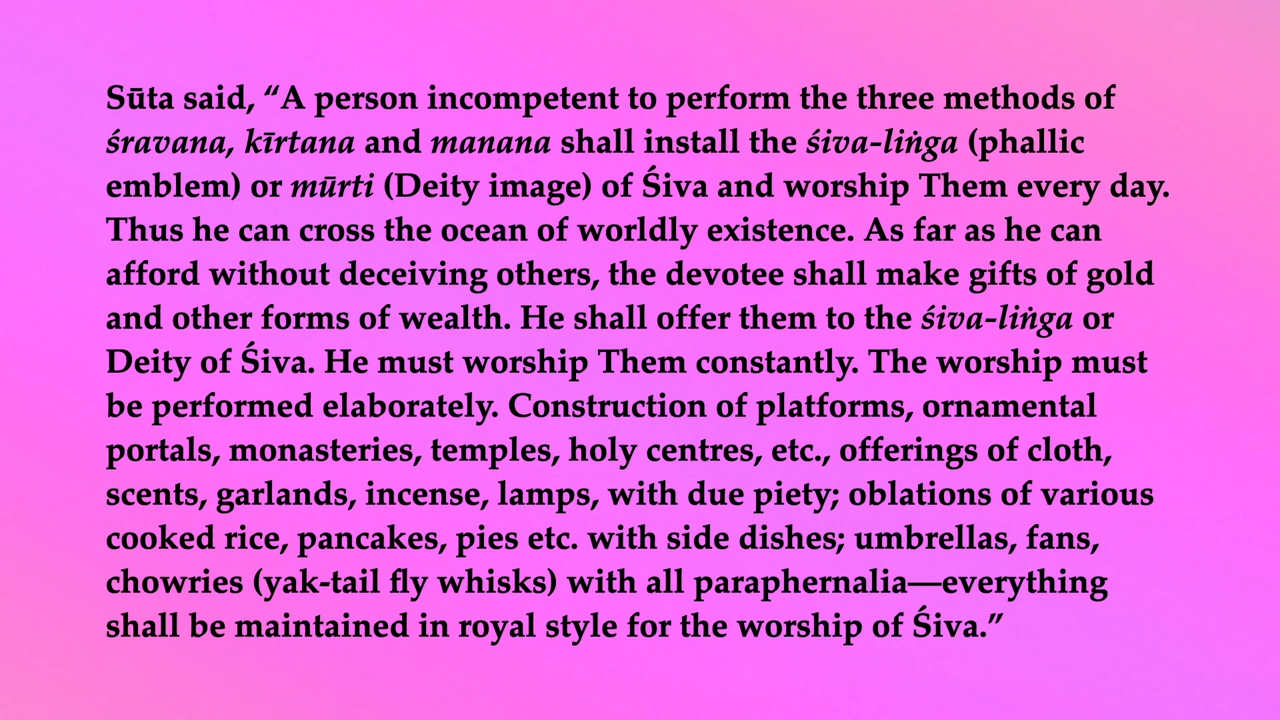 Sūta said, “A person incompetent to perform the three methods of
śravana, kīrtana and manana shall install the śiva-liṅga (phallic
emblem) or mūrti (Deity image) of Śiva and worship Them every day.
Thus he can cross the ocean of worldly existence. As far as he can
afford without deceiving others, the devotee shall make gifts of gold
and other forms of wealth. He shall offer them to the śiva-liṅga or
Deity of Śiva. He must worship Them constantly. The worship must
be performed elaborately. Construction of platforms, ornamental
portals, monasteries, temples, holy centres, etc., offerings of cloth,
scents, garlands, incense, lamps, with due piety; oblations of various
cooked rice, pancakes, pies etc. with side dishes; umbrellas, fans,
chowries (yak-tail fly whisks) with all paraphernalia—everything
shall be maintained in royal style for the worship of Śiva.”